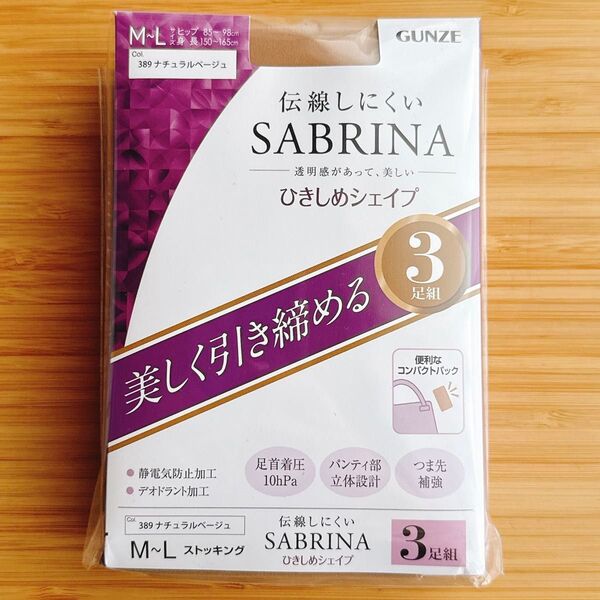 M~L サイズ ヒップ 85~98cm
身長150~165cm
GUNZE
Col.
389 ナチュラルベージュ
伝線しにくい
SABRINA
透明感があって、美しい
ひきしめシェイプ
3
足組
美しく引き締める
便利な
コンパクトパック
・静電気防止加工
・デオドラント加工
足首着圧
10hPa
パンティ部
立体設計
つま先
補強
Col.
389 ナチュラルベージュ
M~L ストッキング
伝線しにくい
SABRINA
ひきしめシェイプ
3足組